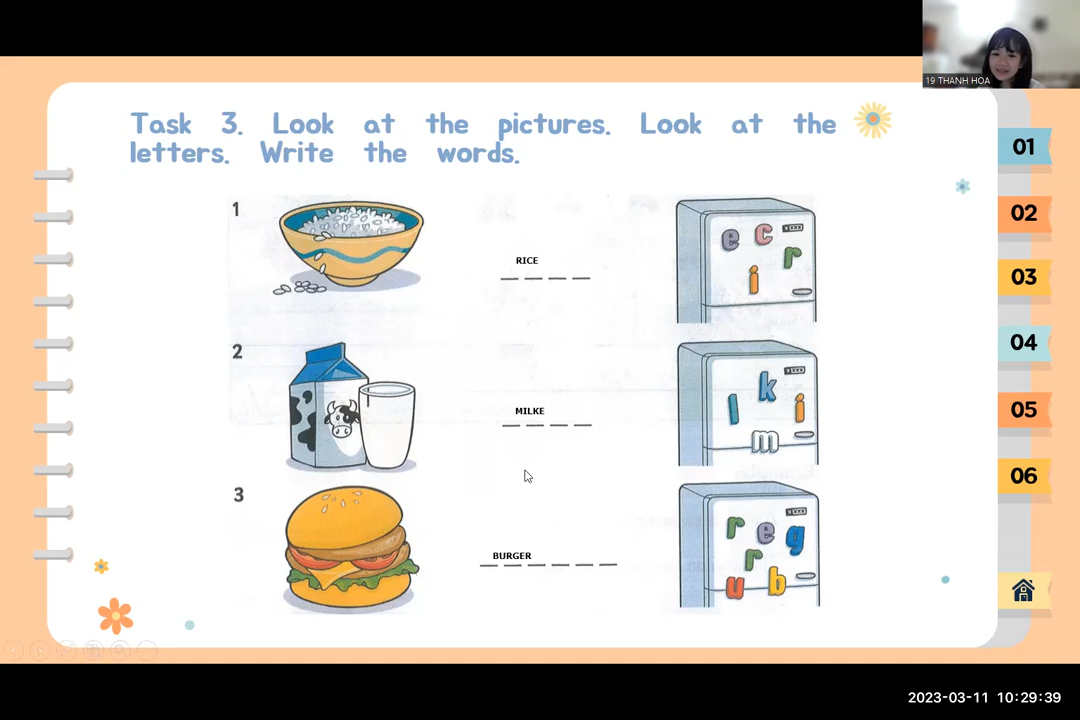 19 THANH HOA
Task 3. Look at the pictures. Look at the
letters. Write the words.
01
02
03
04
05
06
1
RICE
e c r i
2
MILKE
k l i m
3
BURGER
r e g r u b
2023-03-11 10:29:39